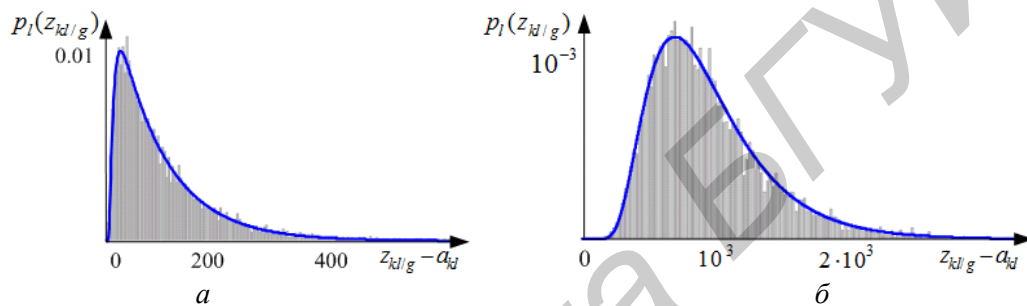 p_l(z_{kl/g})
0.01
0 200 400 z_{kl/g} − a_{kl}
а
p_l(z_{kl/g})
10^{-3}
0 10^3 2·10^3 z_{kl/g} − a_{kl}
б
БГУИ